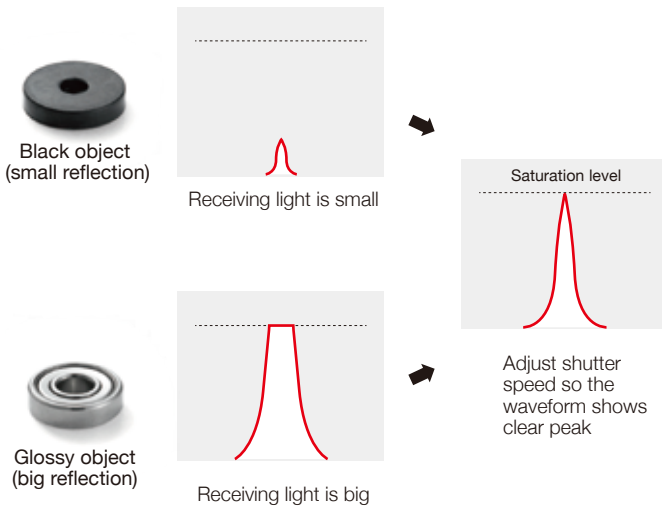 Black object
(small reflection)
Receiving light is small
Saturation level
Adjust shutter
speed so the
waveform shows
clear peak
Glossy object
(big reflection)
Receiving light is big